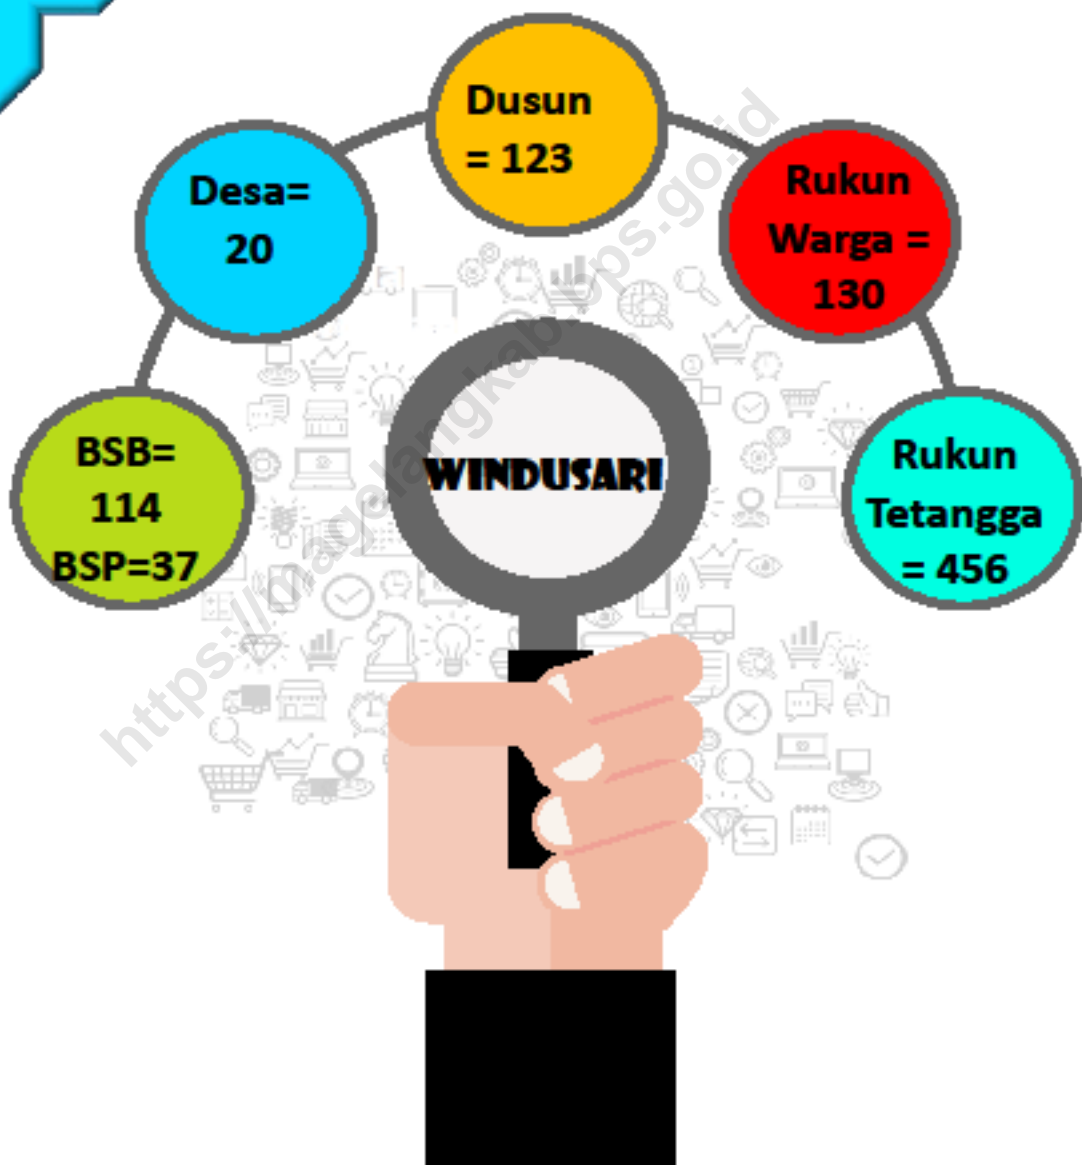 Dusun
= 123
Desa=
20
Rukun
Warga =
130
BSB=
114
BSP=37
WINDUSARI
Rukun
Tetangga
= 456
https://magelangkab.bps.go.id